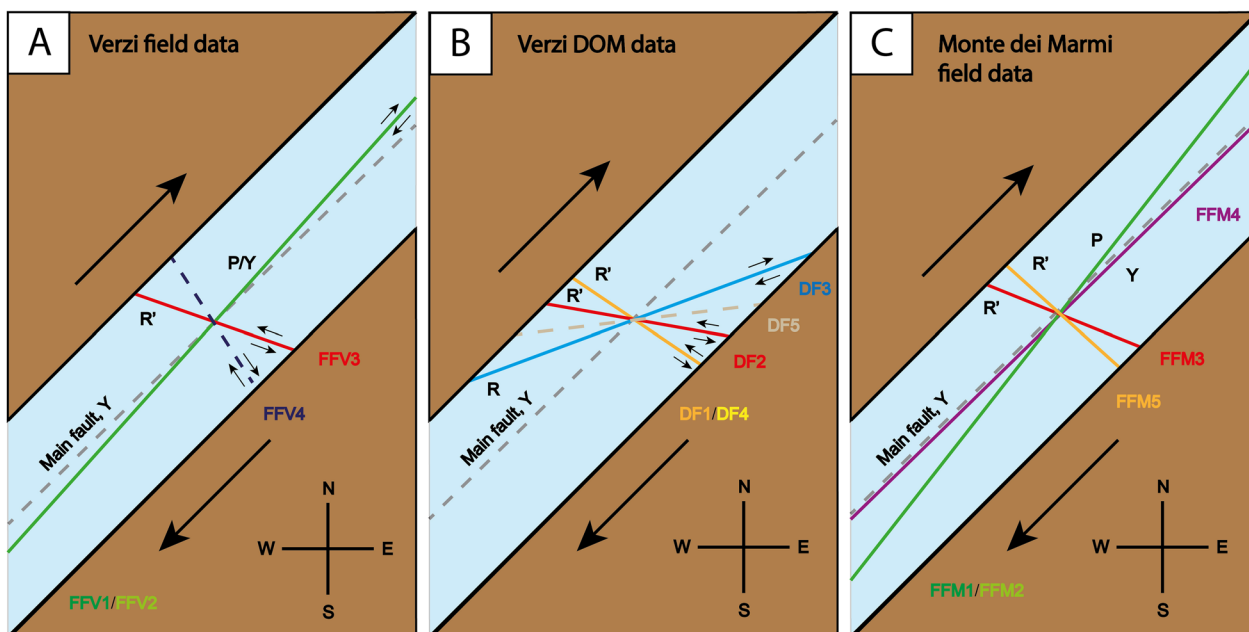 A
Verzi field data
P/Y
R'
FFV3
FFV4
Main fault, Y
N
W
E
S
FFV1/FFV2
B
Verzi DOM data
R'
R'
DF3
DF5
DF2
R
DF1/DF4
Main fault, Y
N
W
E
S
C
Monte dei Marmi
field data
FFM4
P
R'
Y
R'
FFM3
FFM5
Main fault, Y
N
W
E
S
FFM1/FFM2